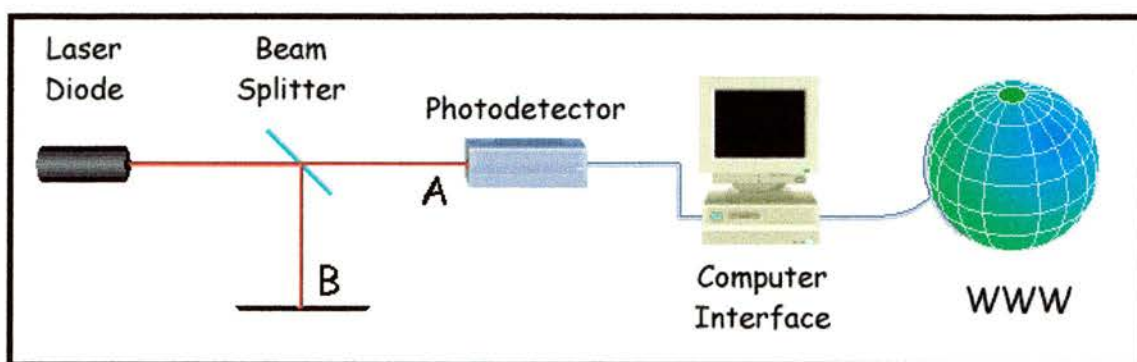 Laser
Diode
Beam
Splitter
Photodetector
A
B
Computer
Interface
WWW